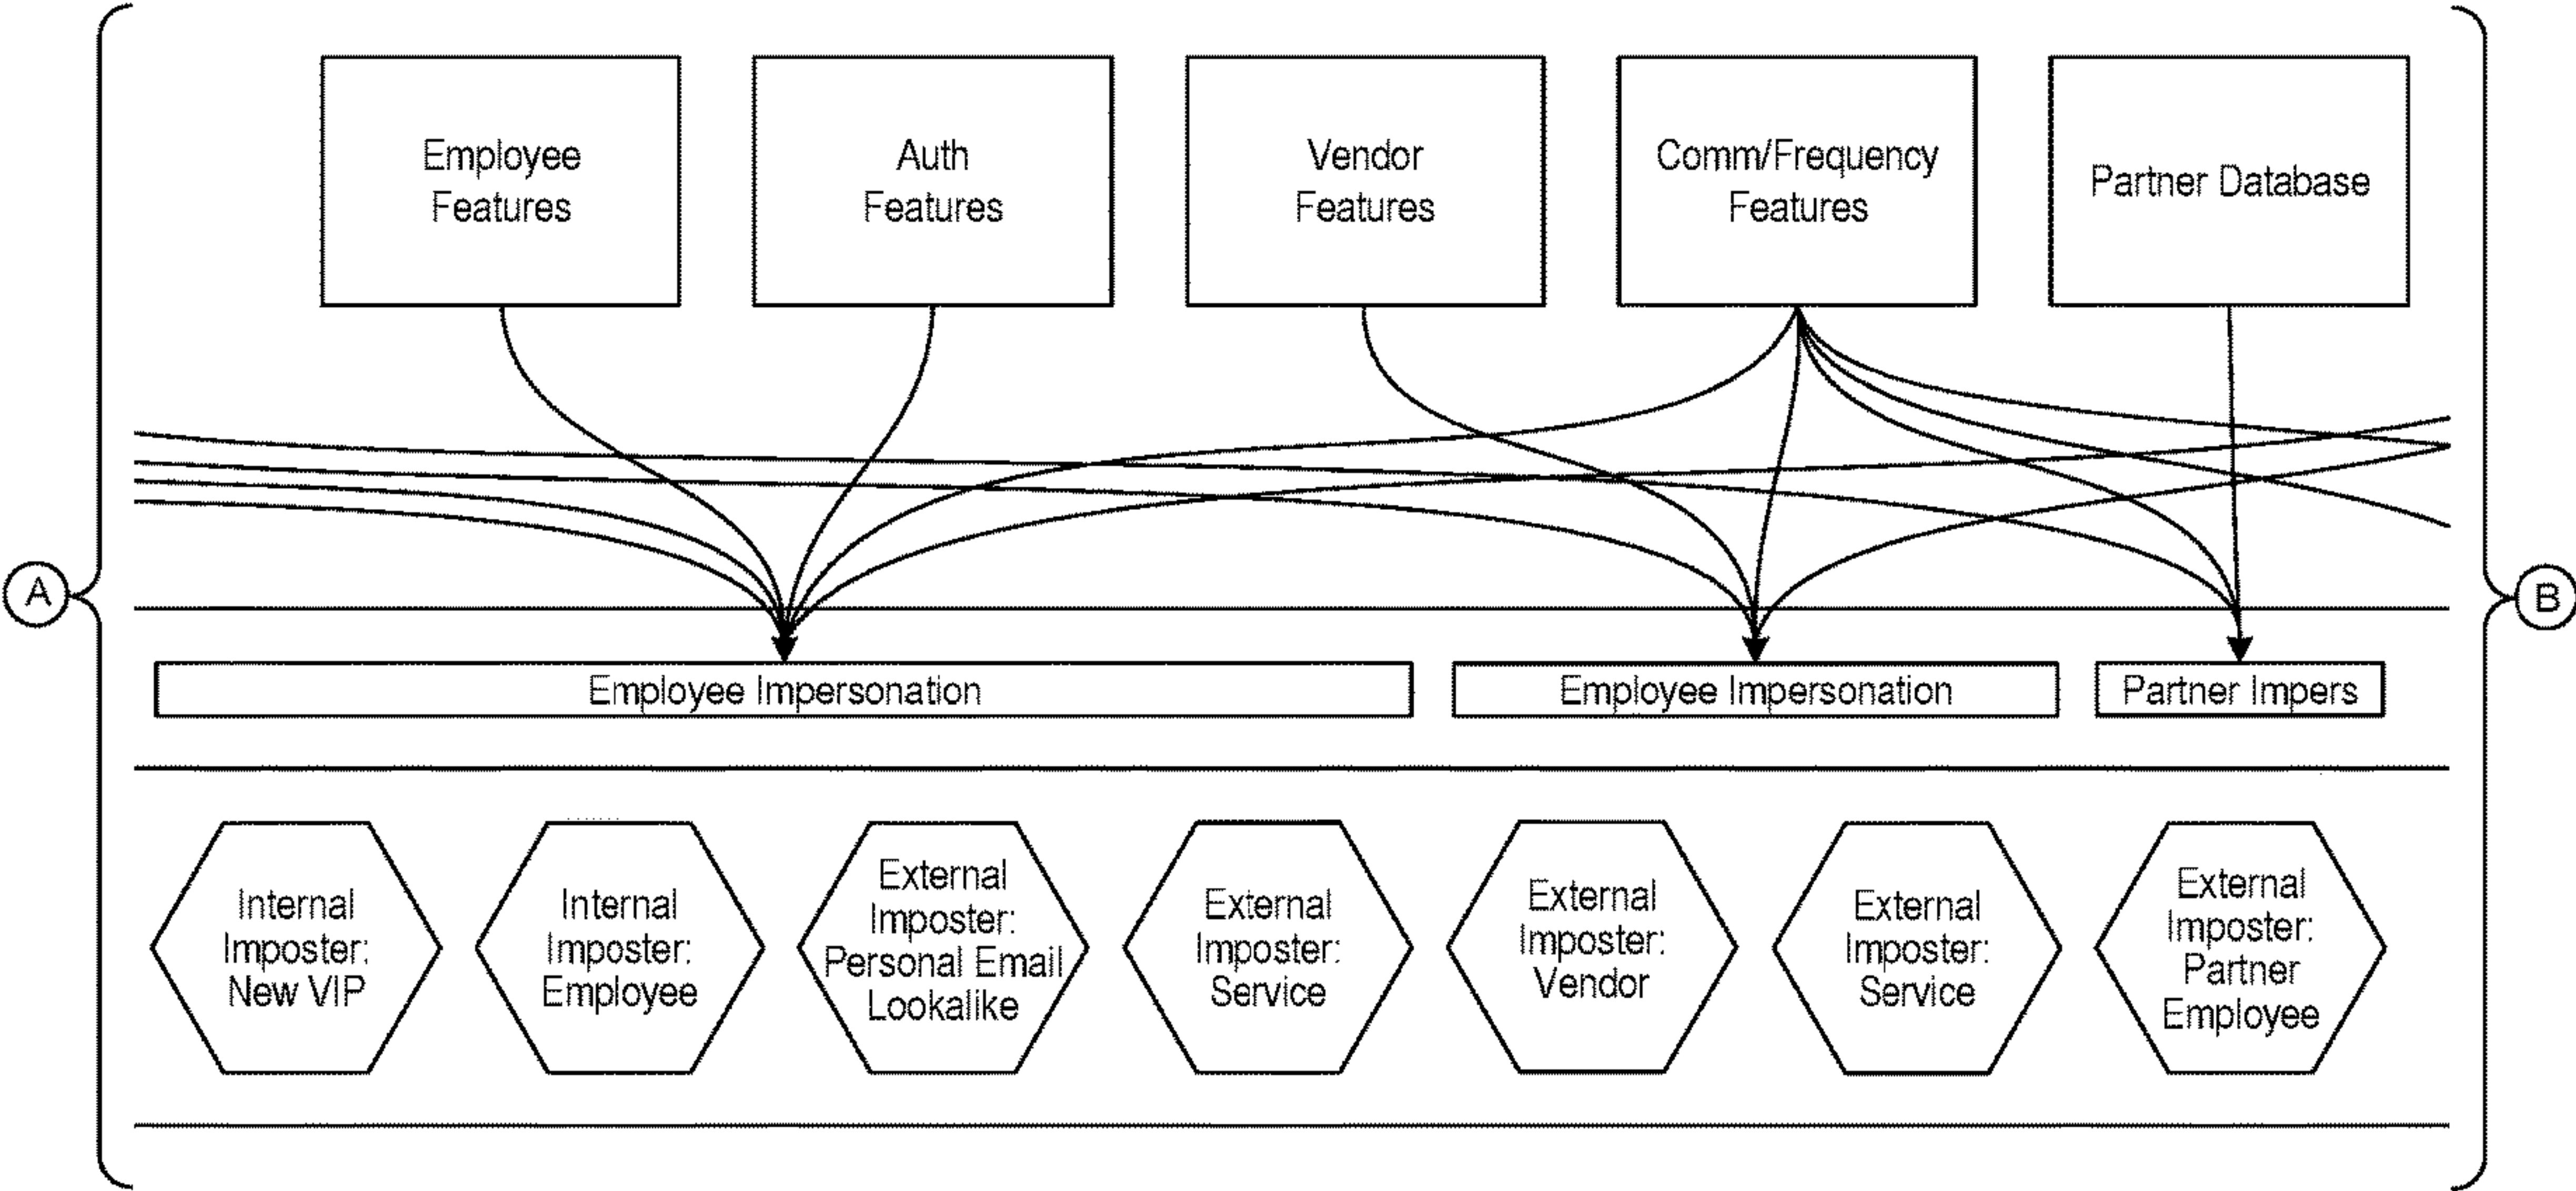 Employee
Features
Auth
Features
Vendor
Features
Comm/Frequency
Features
Partner Database
A
B
Employee Impersonation
Employee Impersonation
Partner Impers
Internal
Imposter:
New VIP
Internal
Imposter:
Employee
External
Imposter:
Personal Email
Lookalike
External
Imposter:
Service
External
Imposter:
Vendor
External
Imposter:
Service
External
Imposter:
Partner
Employee